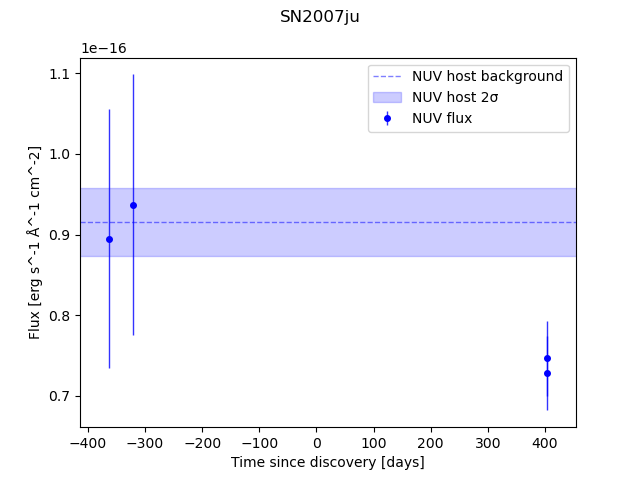 SN2007ju
1e−16
NUV host background
NUV host 2σ
NUV flux
1.1
1.0
0.9
0.8
0.7
Flux [erg s^-1 Å^-1 cm^-2]
−400 −300 −200 −100 0 100 200 300 400
Time since discovery [days]